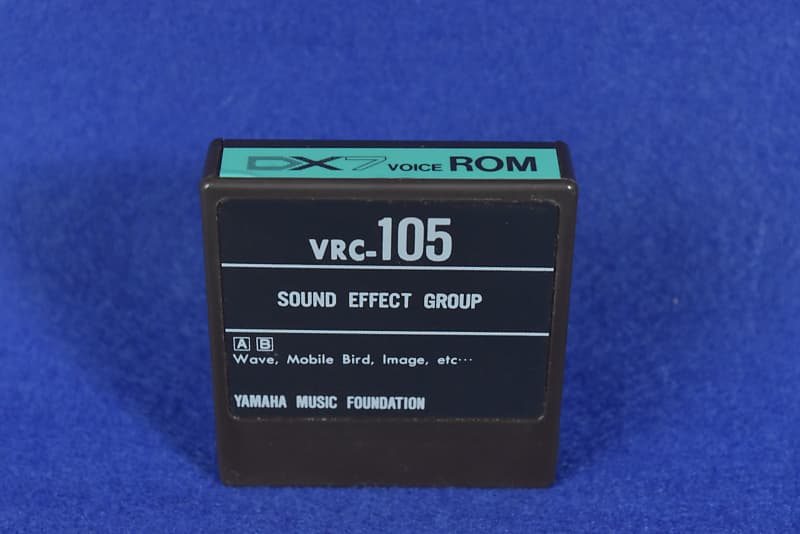 DX7 VOICE ROM
VRC-105
SOUND EFFECT GROUP
A B
Wave, Mobile Bird, Image, etc···
YAMAHA MUSIC FOUNDATION